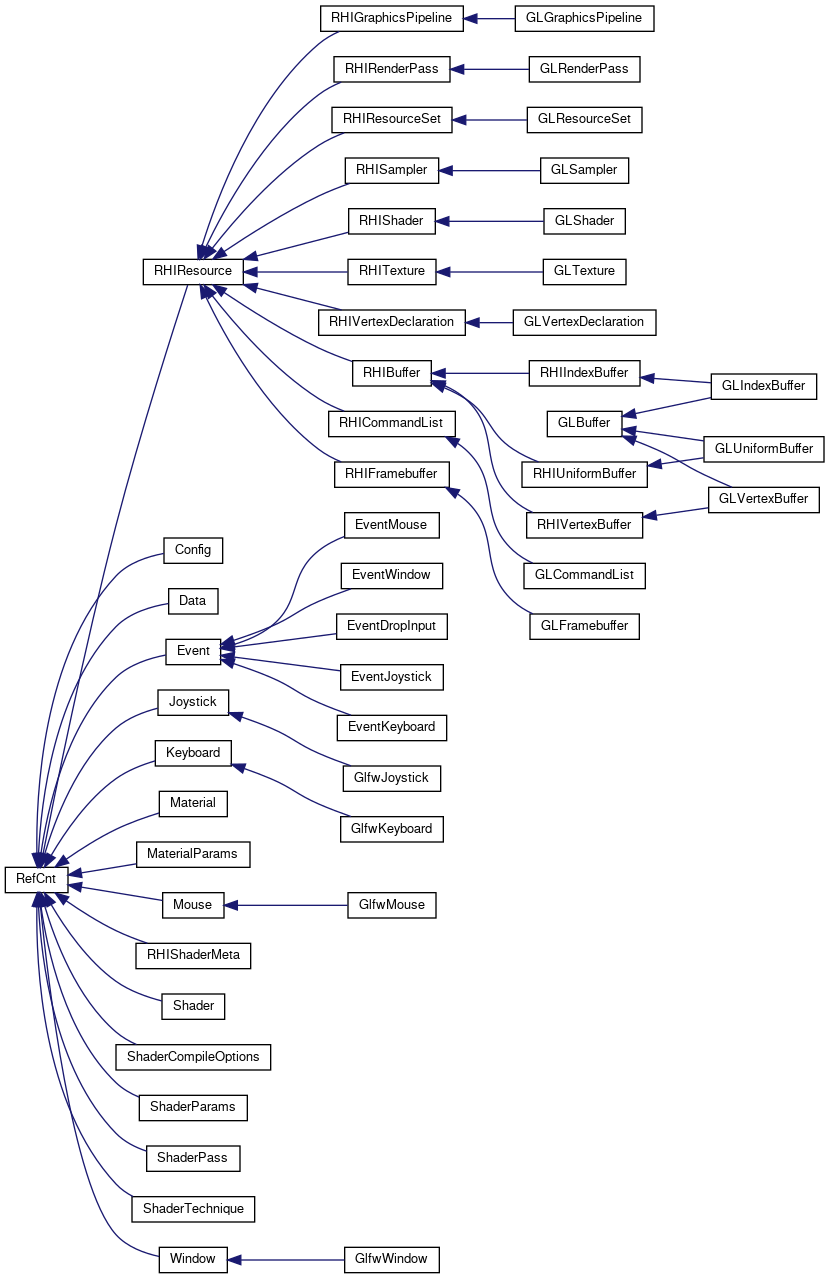 RHIGraphicsPipeline
GLGraphicsPipeline
RHIRenderPass
GLRenderPass
RHIResourceSet
GLResourceSet
RHISampler
GLSampler
RHIShader
GLShader
RHIResource
RHITexture
GLTexture
RHIVertexDeclaration
GLVertexDeclaration
RHIBuffer
RHIIndexBuffer
GLIndexBuffer
RHICommandList
GLBuffer
GLUniformBuffer
RHIFramebuffer
RHIUniformBuffer
GLVertexBuffer
EventMouse
RHIVertexBuffer
Config
EventWindow
GLCommandList
Data
EventDropInput
GLFramebuffer
Event
EventJoystick
Joystick
EventKeyboard
Keyboard
GlfwJoystick
Material
GlfwKeyboard
MaterialParams
RefCnt
Mouse
GlfwMouse
RHIShaderMeta
Shader
ShaderCompileOptions
ShaderParams
ShaderPass
ShaderTechnique
Window
GlfwWindow